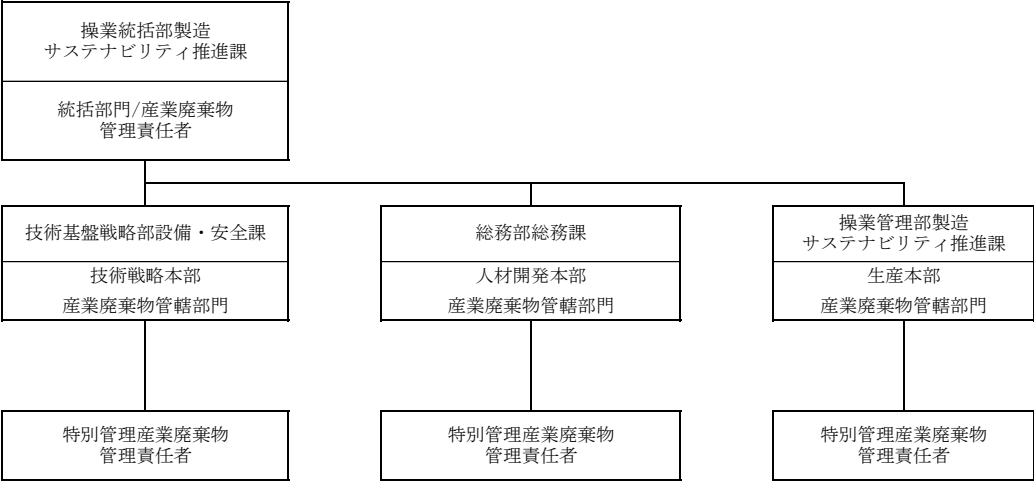 操業統括部製造
サステナビリティ推進課
統括部門/産業廃棄物
管理責任者
技術基盤戦略部設備・安全課
技術戦略本部
産業廃棄物管轄部門
総務部総務課
人材開発本部
産業廃棄物管轄部門
操業管理部製造
サステナビリティ推進課
生産本部
産業廃棄物管轄部門
特別管理産業廃棄物
管理責任者
特別管理産業廃棄物
管理責任者
特別管理産業廃棄物
管理責任者